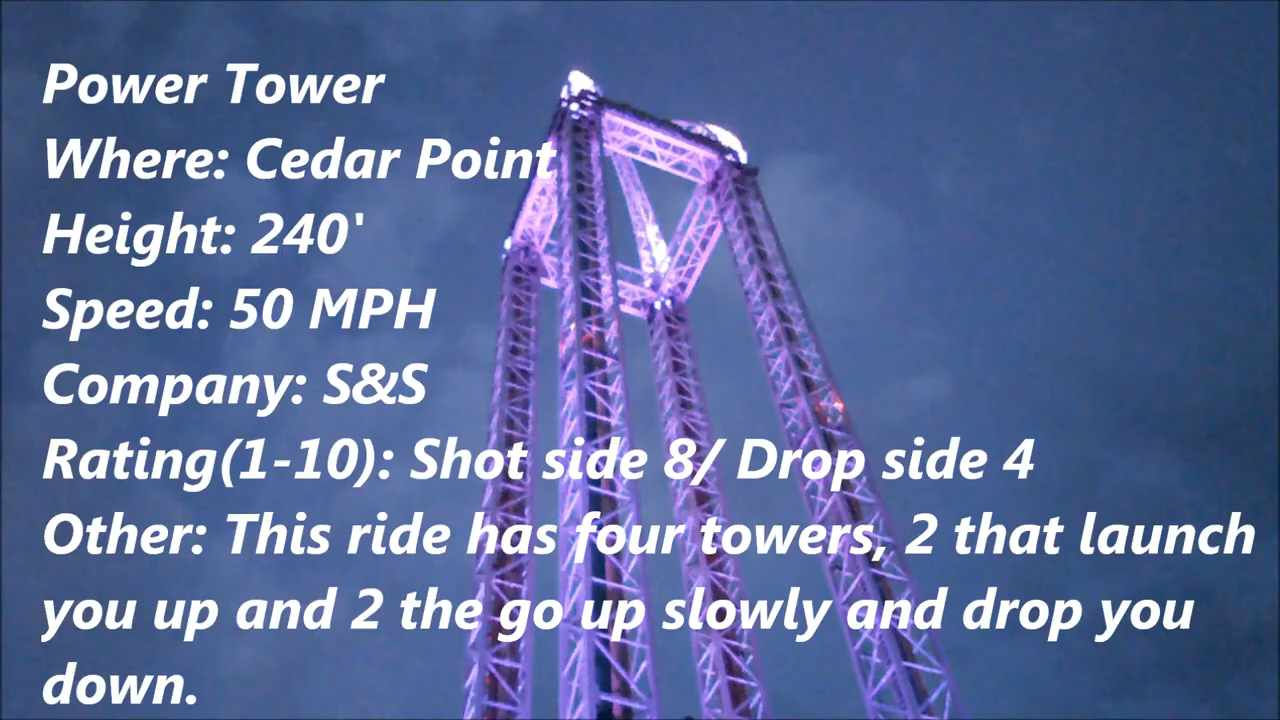 Power Tower
Where: Cedar Point
Height: 240'
Speed: 50 MPH
Company: S&S
Rating(1-10): Shot side 8/ Drop side 4
Other: This ride has four towers, 2 that launch
you up and 2 the go up slowly and drop you
down.